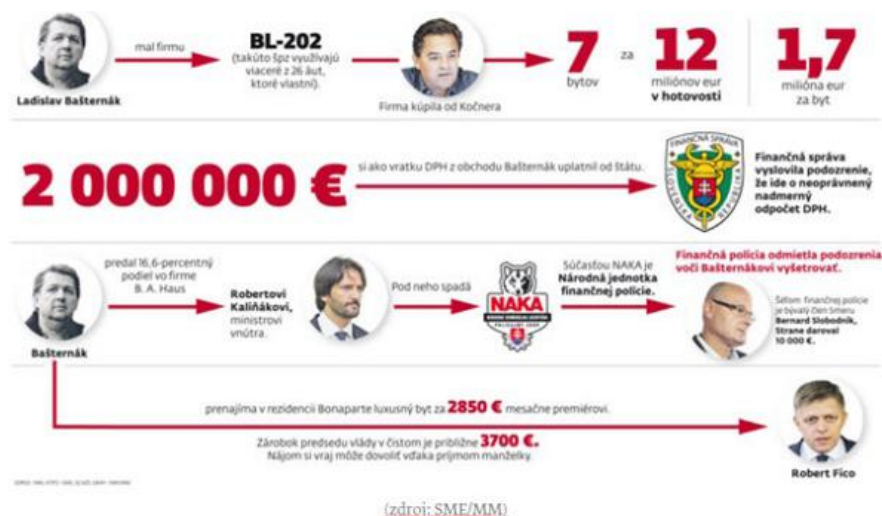 mal firmu
BL-202
(takúto špz využívajú
viaceré z 26 áut,
ktoré vlastní).
Ladislav Bašternák
Firma kúpila od Kočnera
7
bytov
za
12
miliónov eur
v hotovosti
1,7
milióna eur
za byt
2 000 000 €
si ako vratku DPH z obchodu Bašternák uplatnil od štátu.
FINANČNÁ SPRÁVA
SLOVENSKÁ REPUBLIKA
Finančná správa
vyslovila podozrenie,
že ide o neoprávnený
nadmerný
odpočet DPH.
predal 16,6-percentný
podiel vo firme
B. A. Haus
Bašternák
Robertovi
Kaliňákovi,
ministrovi
vnútra.
Pod neho spadá
NAKA
Súčasťou NAKA je
Národná jednotka
finančnej polície.
Finančná polícia odmietla podozrenia
voči Bašternákovi vyšetrovať.
Šéfom finančnej polície
je bývalý člen Smeru
Bernard Slobodník,
Strane daroval
10 000 €.
prenajíma v rezidencii Bonaparte luxusný byt za 2850 € mesačne premiérovi.
Zárobok predsedu vlády v čistom je približne 3700 €.
Nájom si vraj môže dovoliť vďaka príjmom manželky.
Robert Fico
(zdroj: SME/MM)